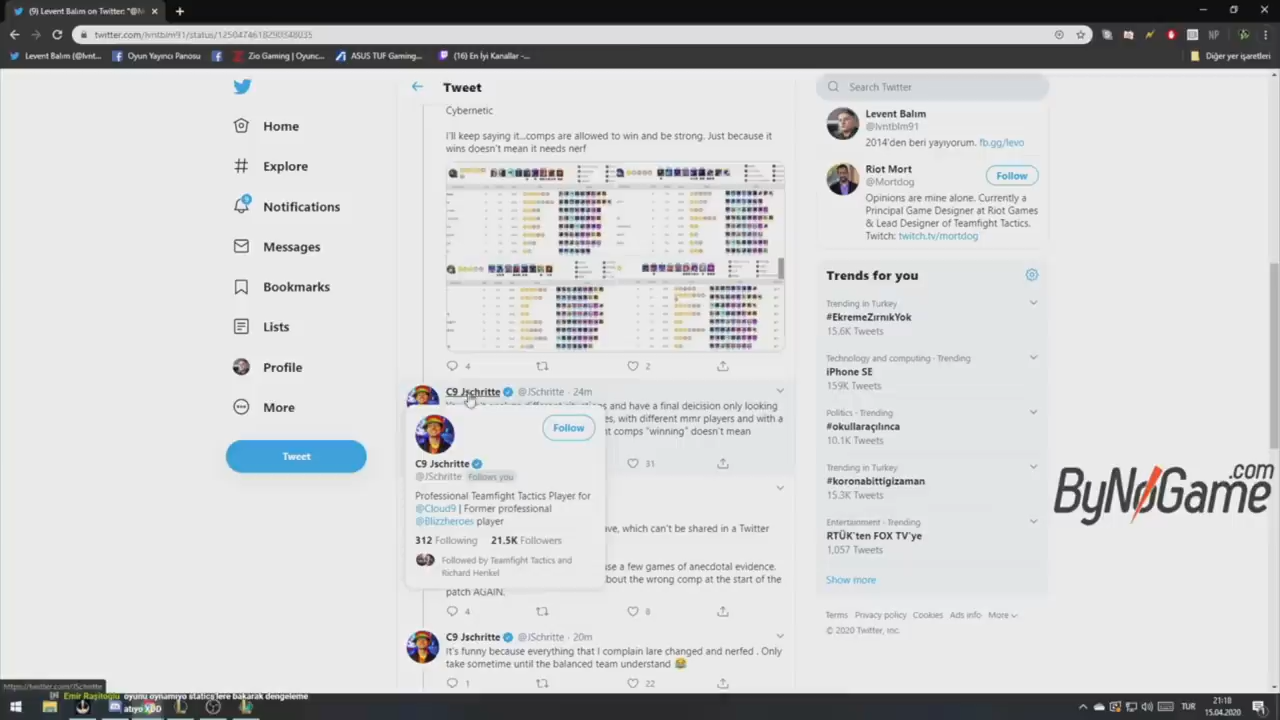 (9) Levent Balım on Twitter: "@M
twitter.com/lvntblm91/status/1250474618290348035
Levent Balım (@lvnt...
Oyun Yayıncı Panosu
Zio Gaming | Oyunc...
ASUS TUF Gaming...
(16) En İyi Kanallar -...
Diğer yer işaretleri
Home
Explore
Notifications
Messages
Bookmarks
Lists
Profile
More
Tweet
Tweet
Cybernetic
I'll keep saying it...comps are allowed to win and be strong. Just because it
wins doesn't mean it needs nerf
4
2
C9 Jschritte @JSchritte · 24m
and have a final deicision only looking
es, with different mmr players and with a
nt comps "winning" doesn't mean
31
Follow
C9 Jschritte
@JSchritte Follows you
Professional Teamfight Tactics Player for
@Cloud9 | Former professional
@Blizzheroes player
312 Following 21.5K Followers
Followed by Teamfight Tactics and
Richard Henkel
ave, which can't be shared in a Twitter
use a few games of anecdotal evidence.
about the wrong comp at the start of the
patch AGAIN.
4
8
C9 Jschritte @JSchritte · 20m
It's funny because everything that I complain lare changed and nerfed . Only
take sometime until the balanced team understand 😂
1
22
Search Twitter
Levent Balım
@lvntblm91
2014'den beri yayıyorum. fb.gg/levo
Riot Mort
@Mortdog
Follow
Opinions are mine alone. Currently a
Principal Game Designer at Riot Games
& Lead Designer of Teamfight Tactics.
Twitch: twitch.tv/mortdog
Trends for you
Trending in Turkey
#EkremeZırnıkYok
15.6K Tweets
Technology and computing · Trending
iPhone SE
159K Tweets
Politics · Trending
#okullaraçılınca
10.1K Tweets
Trending in Turkey
#koronabittigizaman
15.3K Tweets
Entertainment · Trending
RTÜK'ten FOX TV'ye
1,057 Tweets
Show more
Terms Privacy policy Cookies Ads info More
© 2020 Twitter, Inc.
ByNoGame.com
https://twitter.com/JSchritte
Emir Raşitoğlu oyunu oynamıyo statics'lere bakarak dengeleme
atıyo XDD
TUR
21:18
15.04.2020